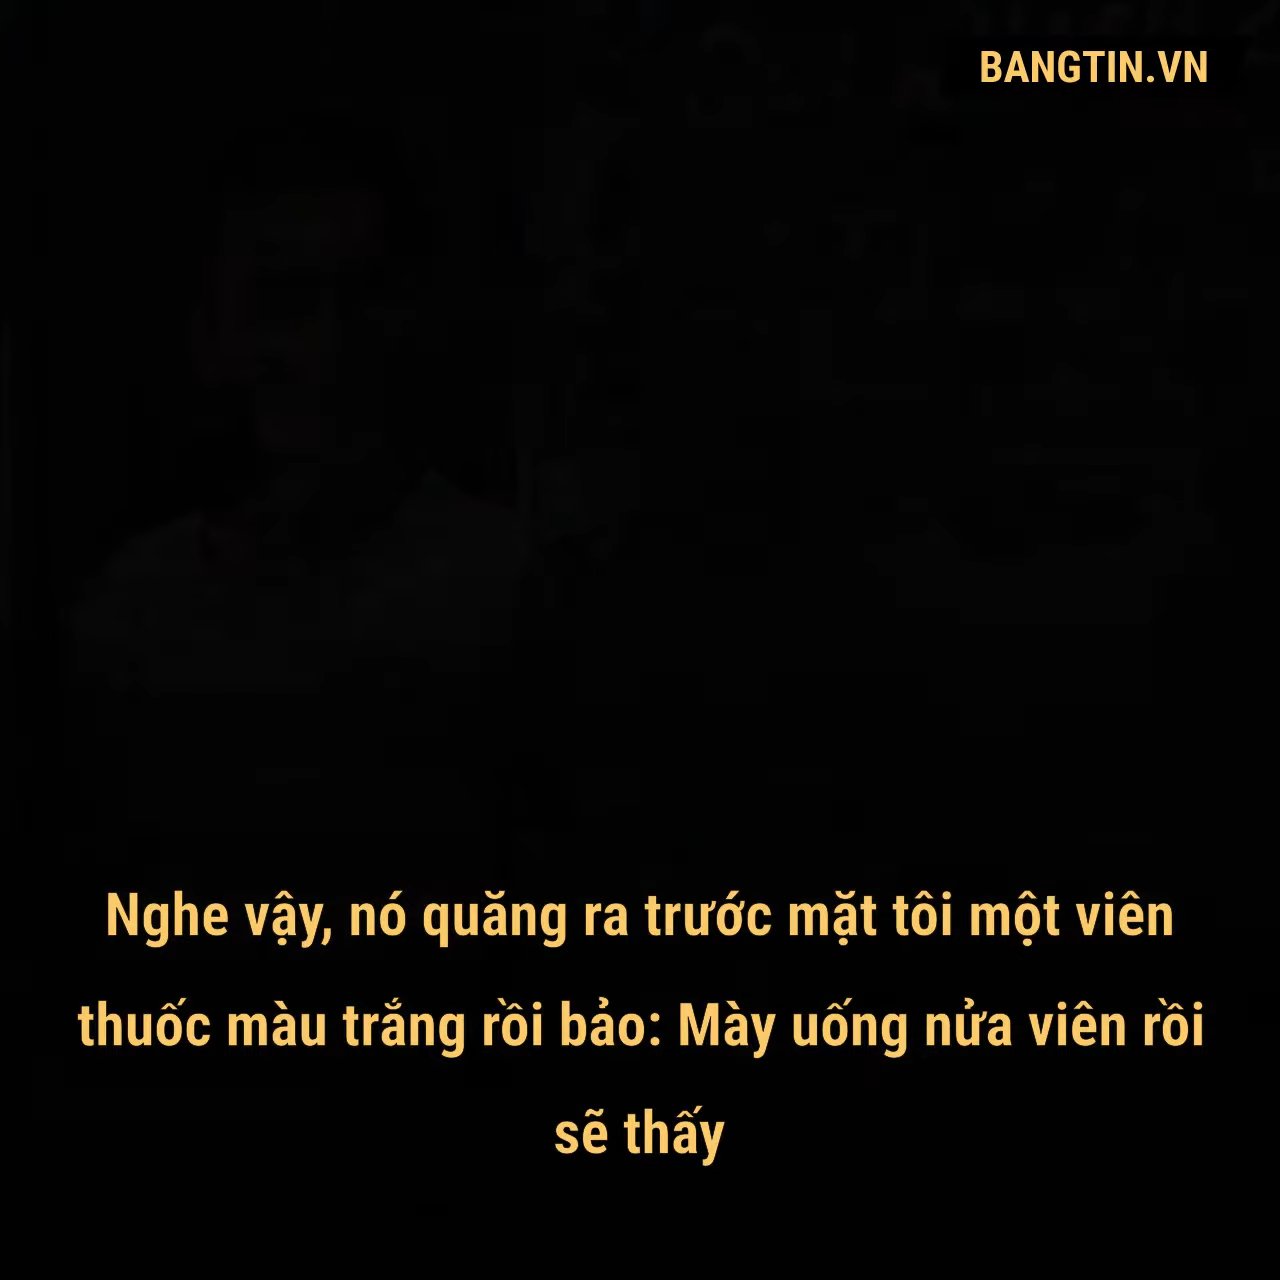 BANGTIN.VN
Nghe vậy, nó quăng ra trước mặt tôi một viên
thuốc màu trắng rồi bảo: Mày uống nửa viên rồi
sẽ thấy